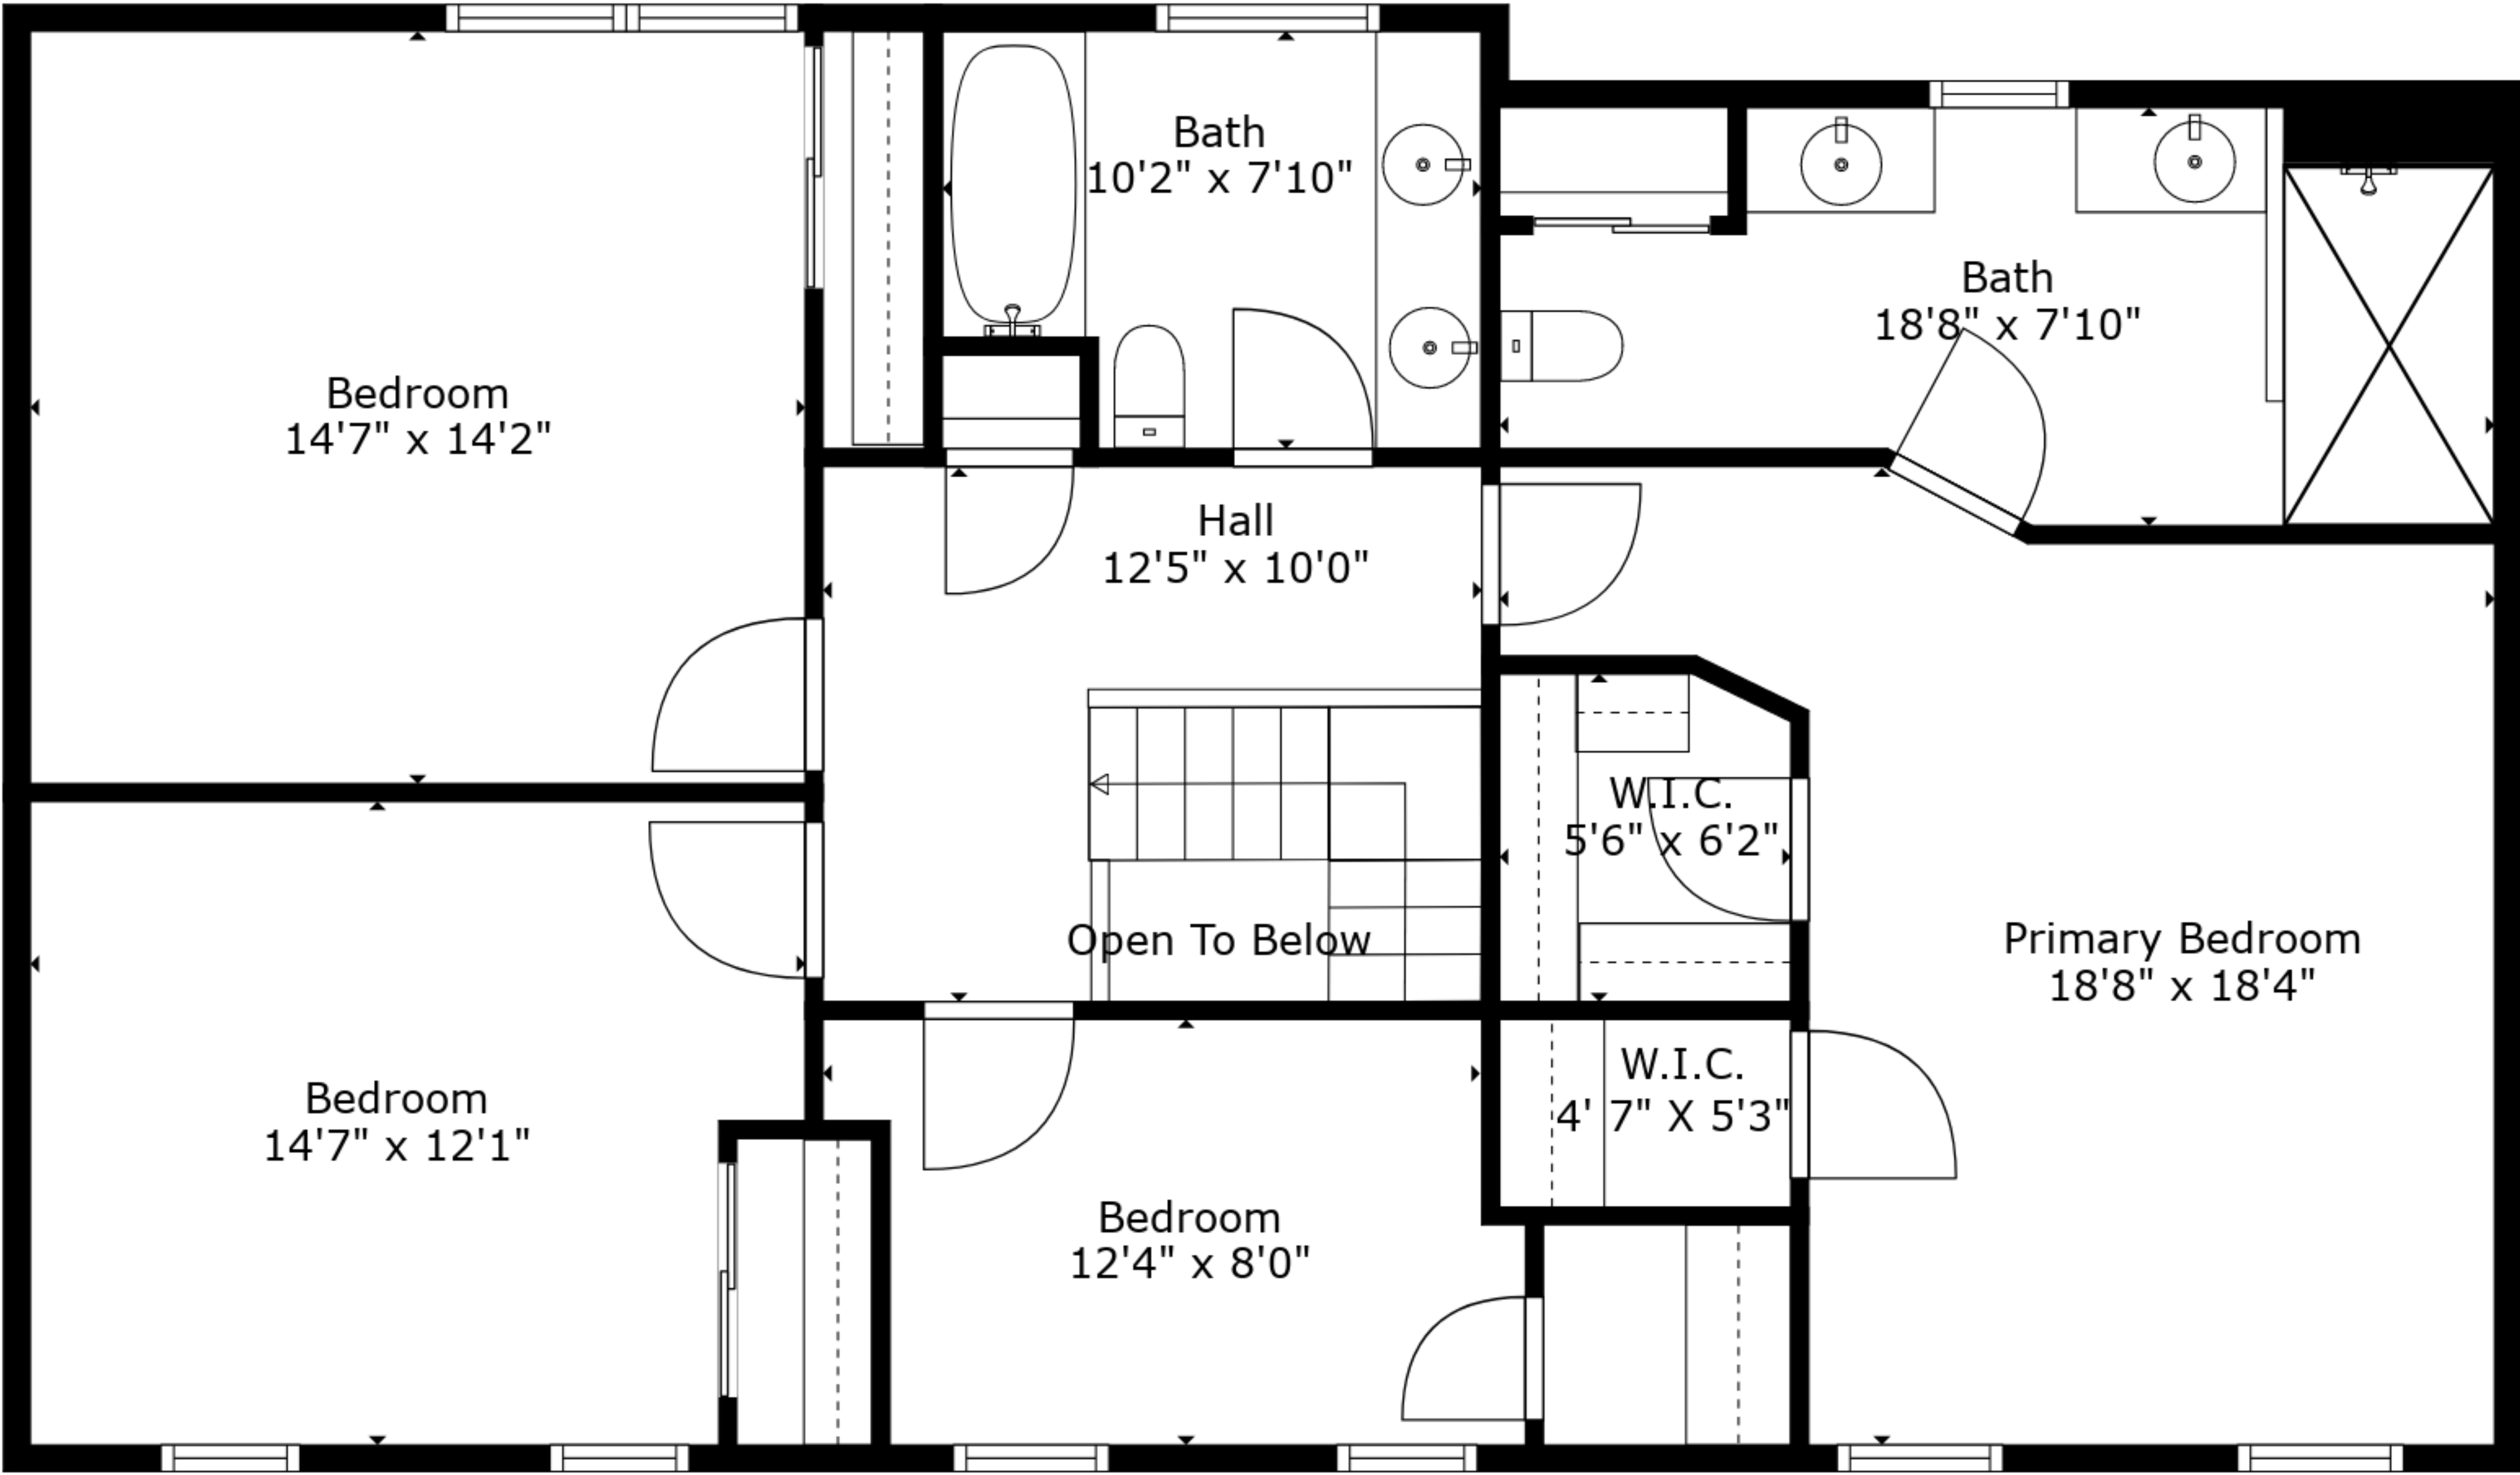 Bath
10'2" x 7'10"
Bath
18'8" x 7'10"
Bedroom
14'7" x 14'2"
Hall
12'5" x 10'0"
W.I.C.
5'6" x 6'2"
Open To Below
Primary Bedroom
18'8" x 18'4"
W.I.C.
4' 7" X 5'3"
Bedroom
14'7" x 12'1"
Bedroom
12'4" x 8'0"